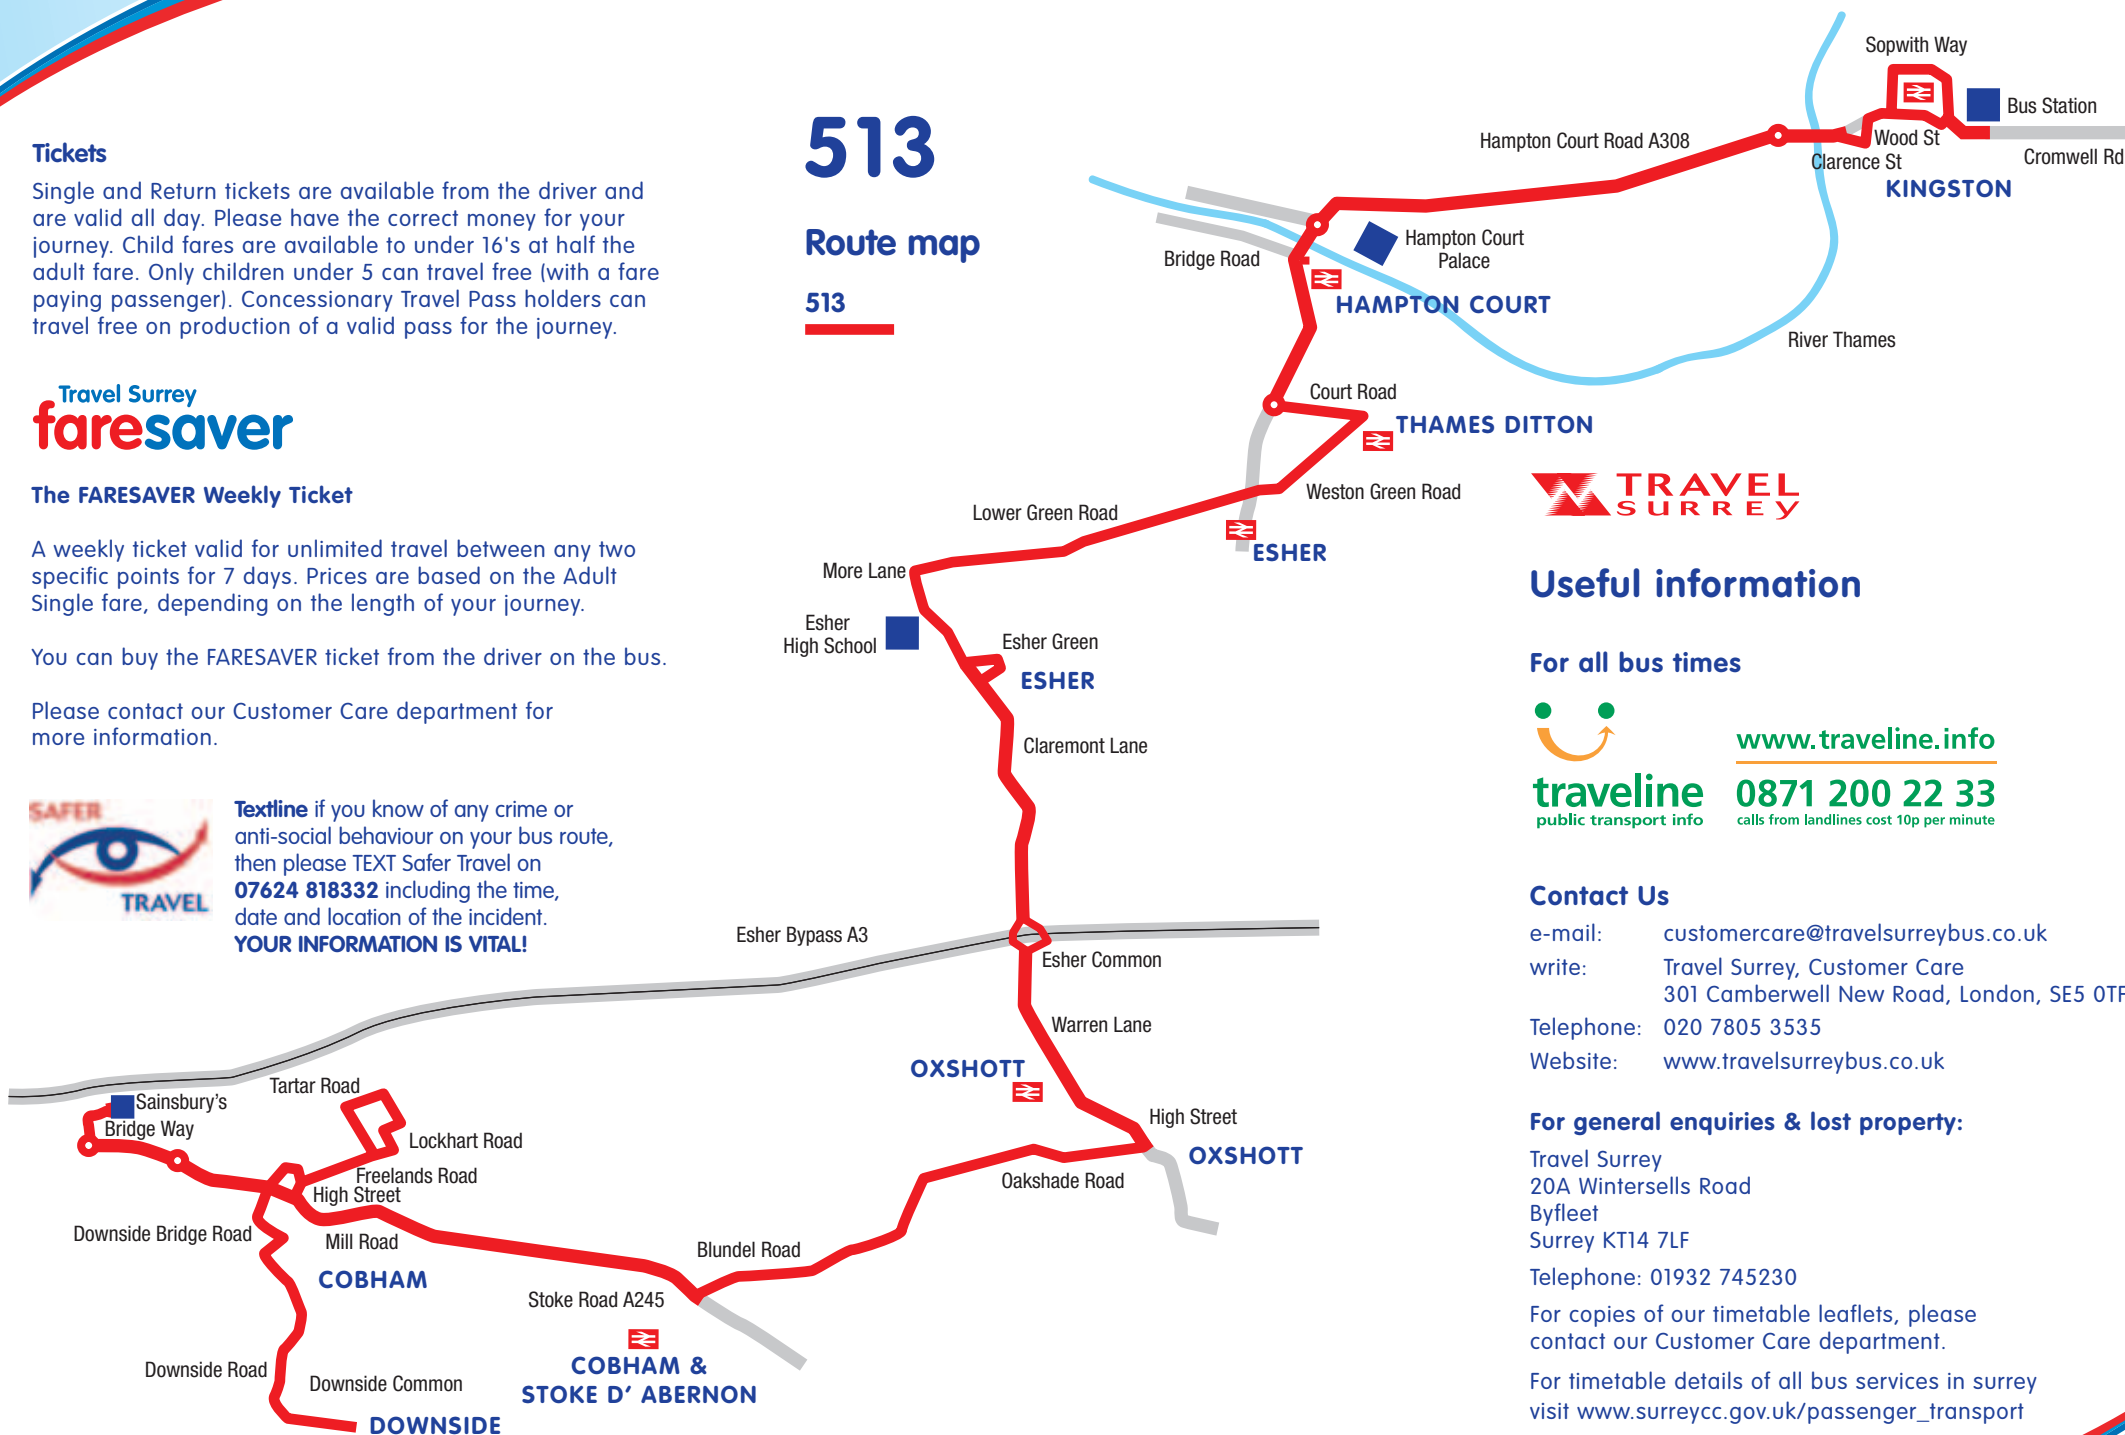 Tickets
Single and Return tickets are available from the driver and
are valid all day. Please have the correct money for your
journey. Child fares are available to under 16's at half the
adult fare. Only children under 5 can travel free (with a fare
paying passenger). Concessionary Travel Pass holders can
travel free on production of a valid pass for the journey.
Travel Surrey
faresaver
The FARESAVER Weekly Ticket
A weekly ticket valid for unlimited travel between any two
specific points for 7 days. Prices are based on the Adult
Single fare, depending on the length of your journey.
You can buy the FARESAVER ticket from the driver on the bus.
Please contact our Customer Care department for
more information.
SAFER
TRAVEL
Textline if you know of any crime or
anti-social behaviour on your bus route,
then please TEXT Safer Travel on
07624 818332 including the time,
date and location of the incident.
YOUR INFORMATION IS VITAL!
513
Route map
513
Sopwith Way
Bus Station
Wood St
Cromwell Rd
Clarence St
KINGSTON
Hampton Court Road A308
Hampton Court
Palace
Bridge Road
HAMPTON COURT
River Thames
Court Road
THAMES DITTON
Weston Green Road
Lower Green Road
ESHER
More Lane
Esher
High School
Esher Green
ESHER
Claremont Lane
Esher Bypass A3
Esher Common
Warren Lane
OXSHOTT
High Street
OXSHOTT
Oakshade Road
Tartar Road
Sainsbury's
Bridge Way
Lockhart Road
Freelands Road
High Street
Downside Bridge Road
Mill Road
COBHAM
Blundel Road
Stoke Road A245
COBHAM &
STOKE D' ABERNON
Downside Road
Downside Common
DOWNSIDE
TRAVEL
SURREY
Useful information
For all bus times
traveline
public transport info
www.traveline.info
0871 200 22 33
calls from landlines cost 10p per minute
Contact Us
e-mail: customercare@travelsurreybus.co.uk
write: Travel Surrey, Customer Care
301 Camberwell New Road, London, SE5 0TF
Telephone: 020 7805 3535
Website: www.travelsurreybus.co.uk
For general enquiries & lost property:
Travel Surrey
20A Wintersells Road
Byfleet
Surrey KT14 7LF
Telephone: 01932 745230
For copies of our timetable leaflets, please
contact our Customer Care department.
For timetable details of all bus services in surrey
visit www.surreycc.gov.uk/passenger_transport